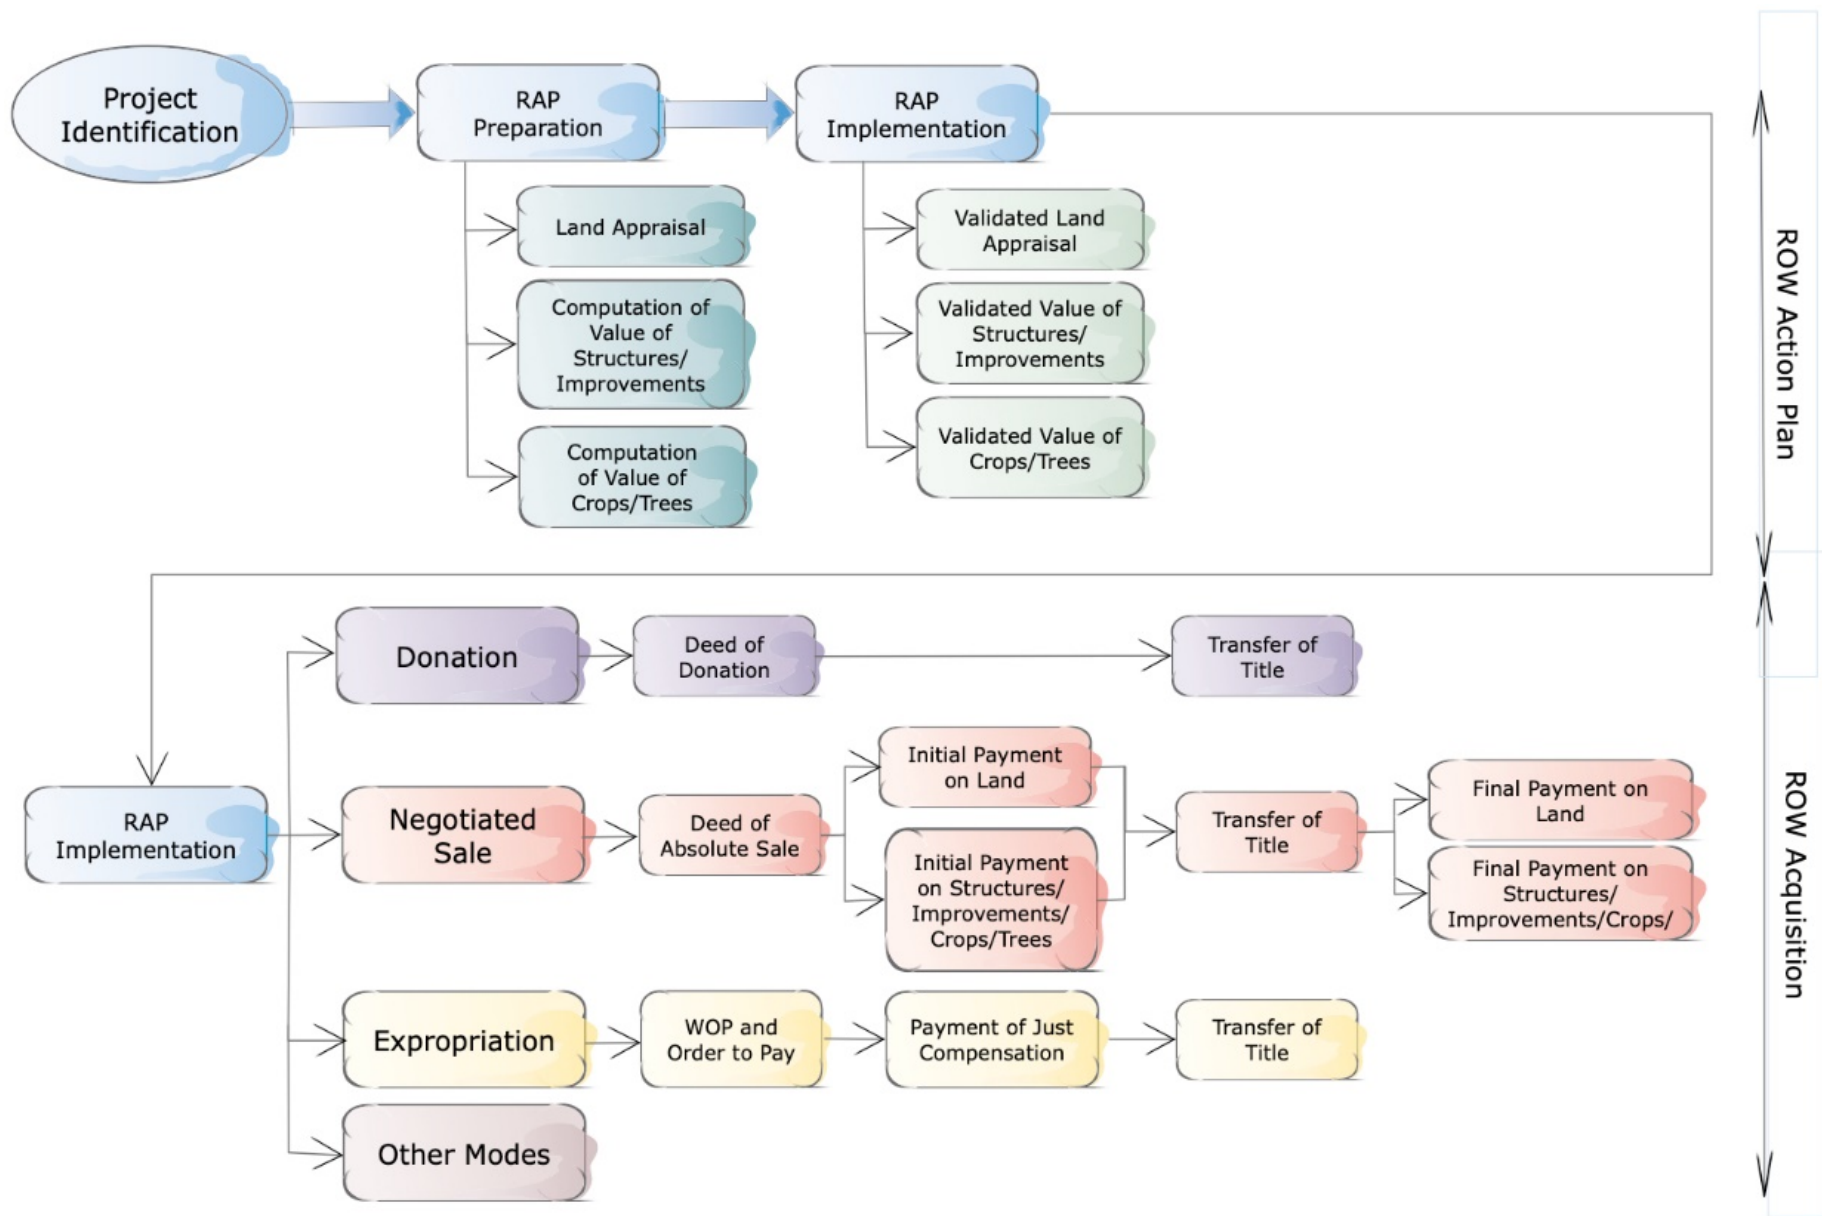 Project
Identification
RAP
Preparation
RAP
Implementation
Land Appraisal
Computation of
Value of
Structures/
Improvements
Computation
of Value of
Crops/Trees
Validated Land
Appraisal
Validated Value of
Structures/
Improvements
Validated Value of
Crops/Trees
ROW Action Plan
RAP
Implementation
Donation
Deed of
Donation
Transfer of
Title
Negotiated
Sale
Deed of
Absolute Sale
Initial Payment
on Land
Initial Payment
on Structures/
Improvements/
Crops/Trees
Transfer of
Title
Final Payment on
Land
Final Payment on
Structures/
Improvements/Crops/
Expropriation
WOP and
Order to Pay
Payment of Just
Compensation
Transfer of
Title
Other Modes
ROW Acquisition